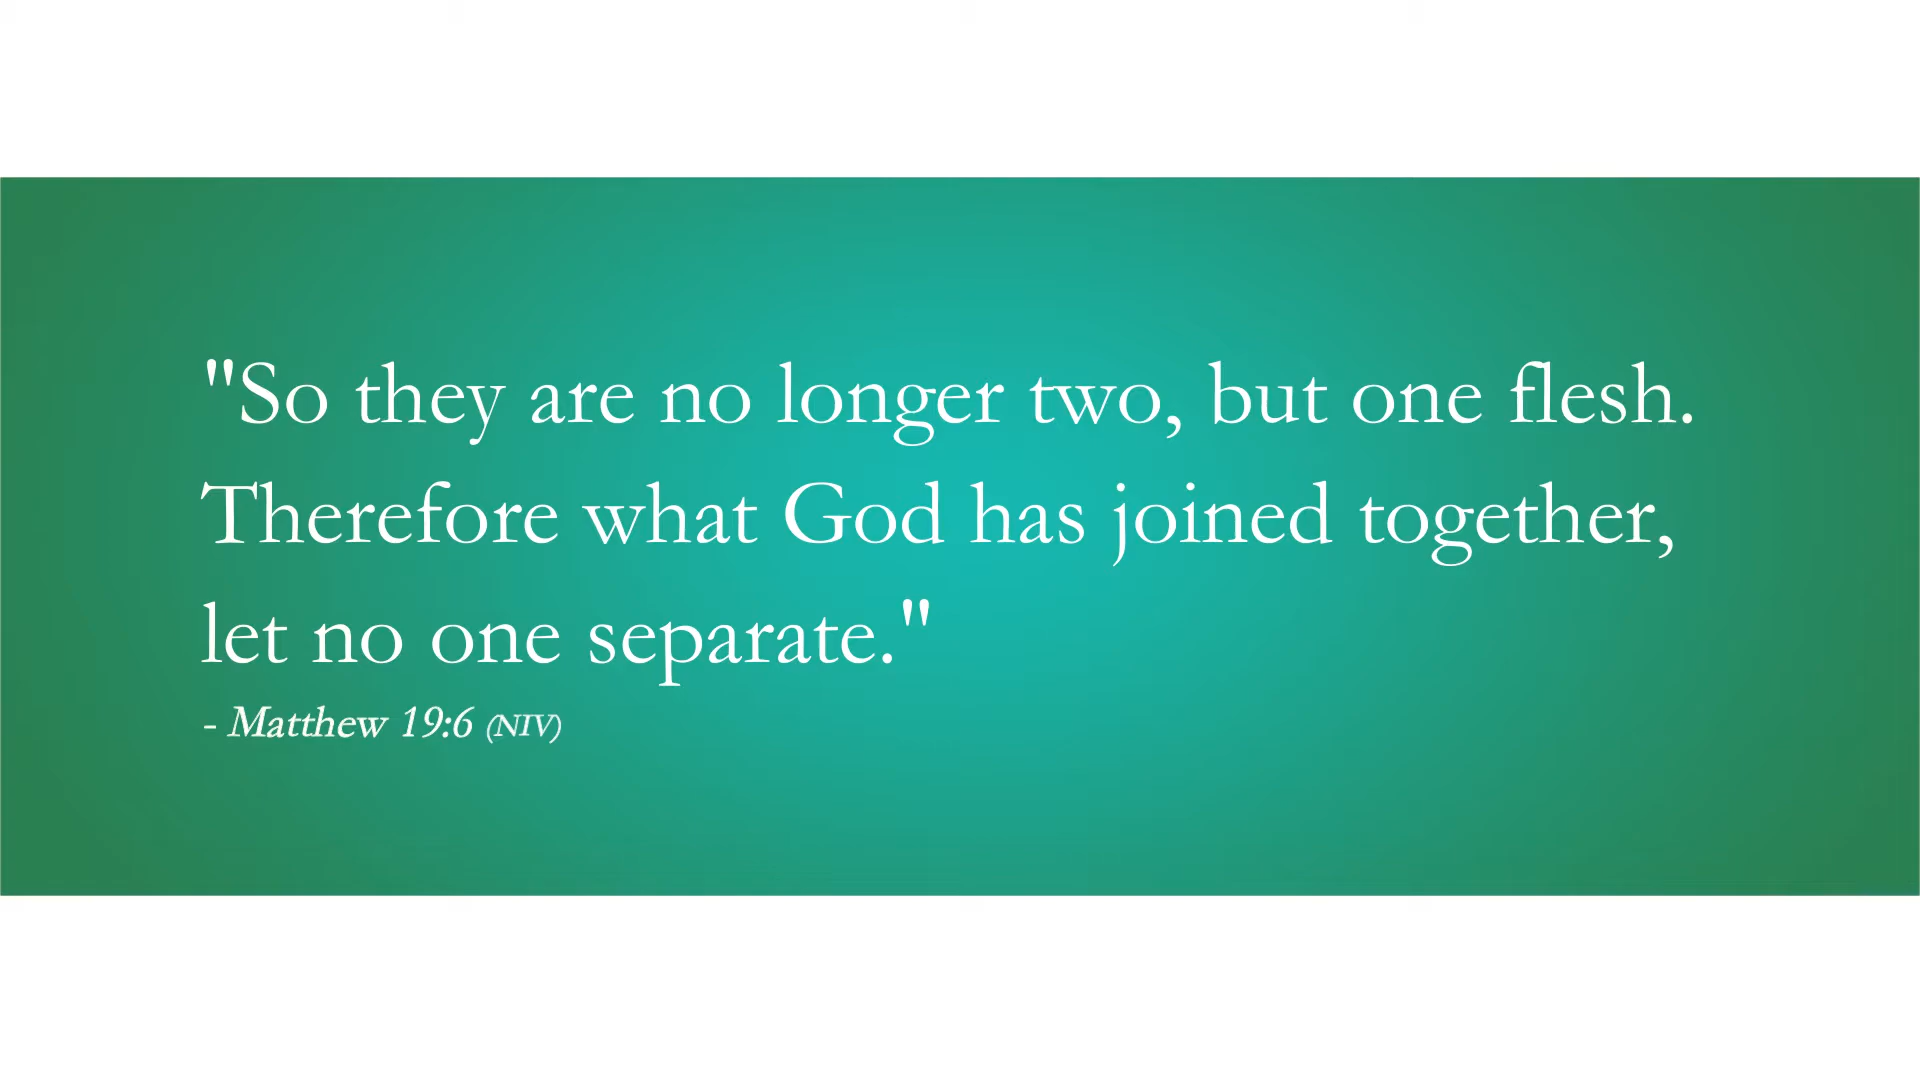 "So they are no longer two, but one flesh.
Therefore what God has joined together,
let no one separate."
- Matthew 19:6 (NIV)